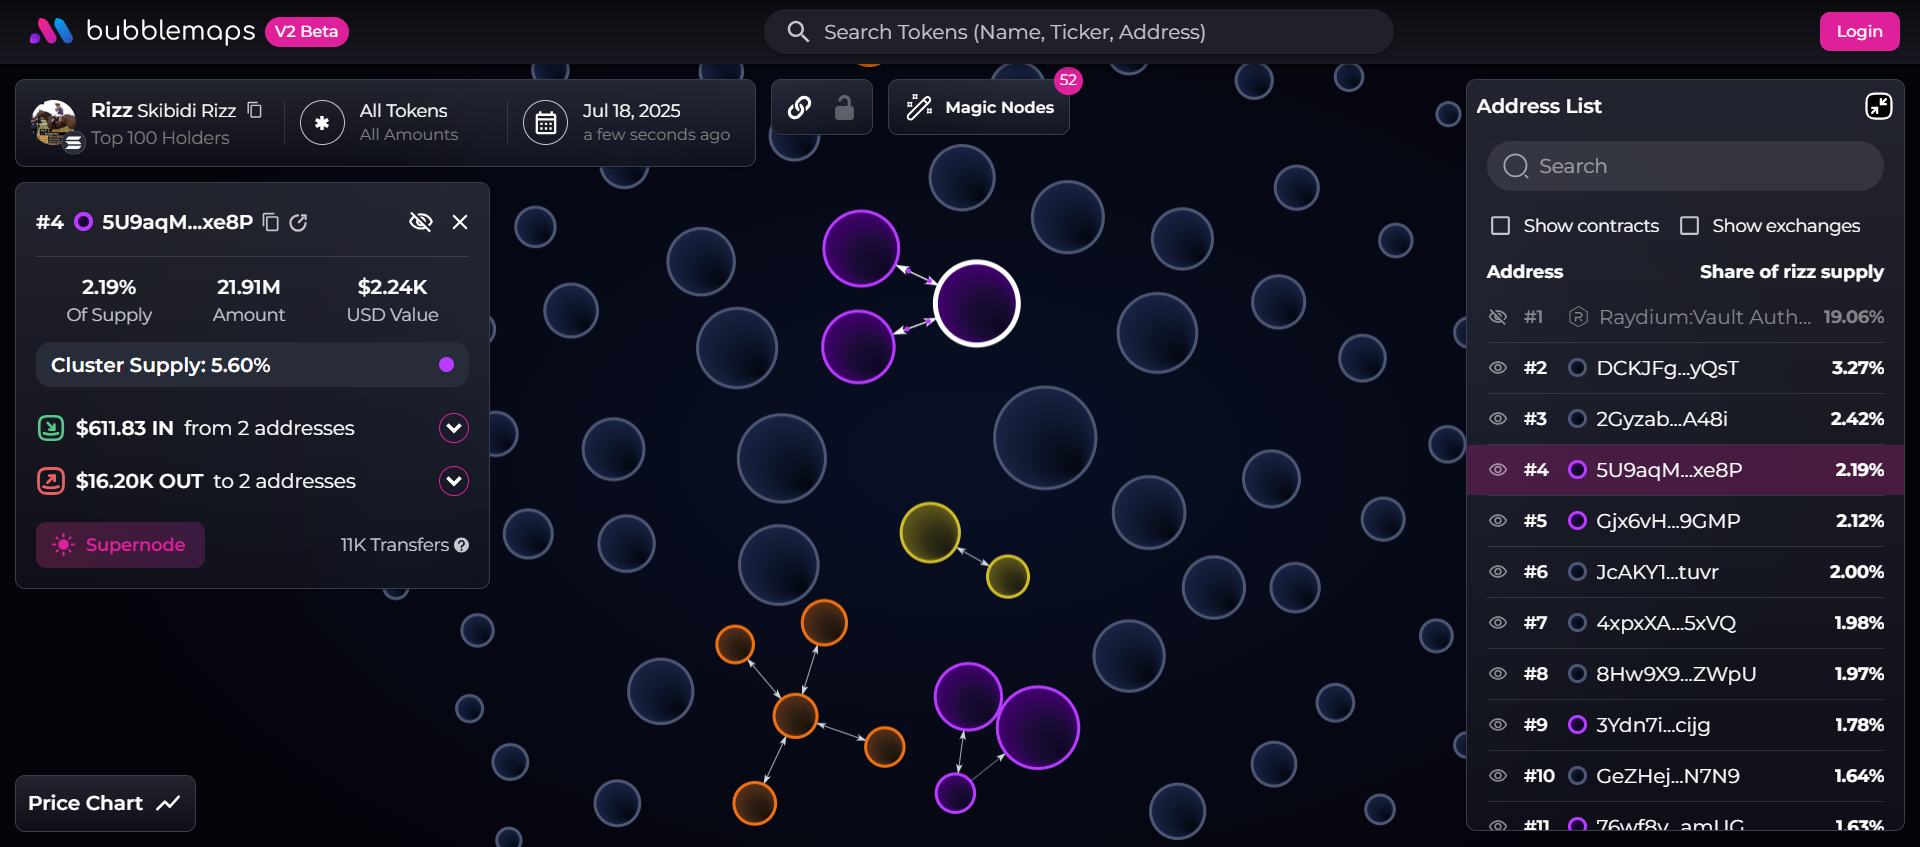 bubblemaps V2 Beta
Search Tokens (Name, Ticker, Address)
Login
Rizz Skibidi Rizz
Top 100 Holders
All Tokens
All Amounts
Jul 18, 2025
a few seconds ago
Magic Nodes
52
#4 5U9aqM...xe8P
2.19% 21.91M $2.24K
Of Supply Amount USD Value
Cluster Supply: 5.60%
$611.83 IN from 2 addresses
$16.20K OUT to 2 addresses
Supernode 11K Transfers ?
Price Chart
Address List
Search
Show contracts Show exchanges
Address Share of rizz supply
#1 Raydium:Vault Auth... 19.06%
#2 DCKJFg...yQsT 3.27%
#3 2Gyzab...A48i 2.42%
#4 5U9aqM...xe8P 2.19%
#5 Gjx6vH...9GMP 2.12%
#6 JcAKY1...tuvr 2.00%
#7 4xpxXA...5xVQ 1.98%
#8 8Hw9X9...ZWpU 1.97%
#9 3Ydn7i...cijg 1.78%
#10 GeZHej...N7N9 1.64%
#11 76wf8v...amUG 1.63%